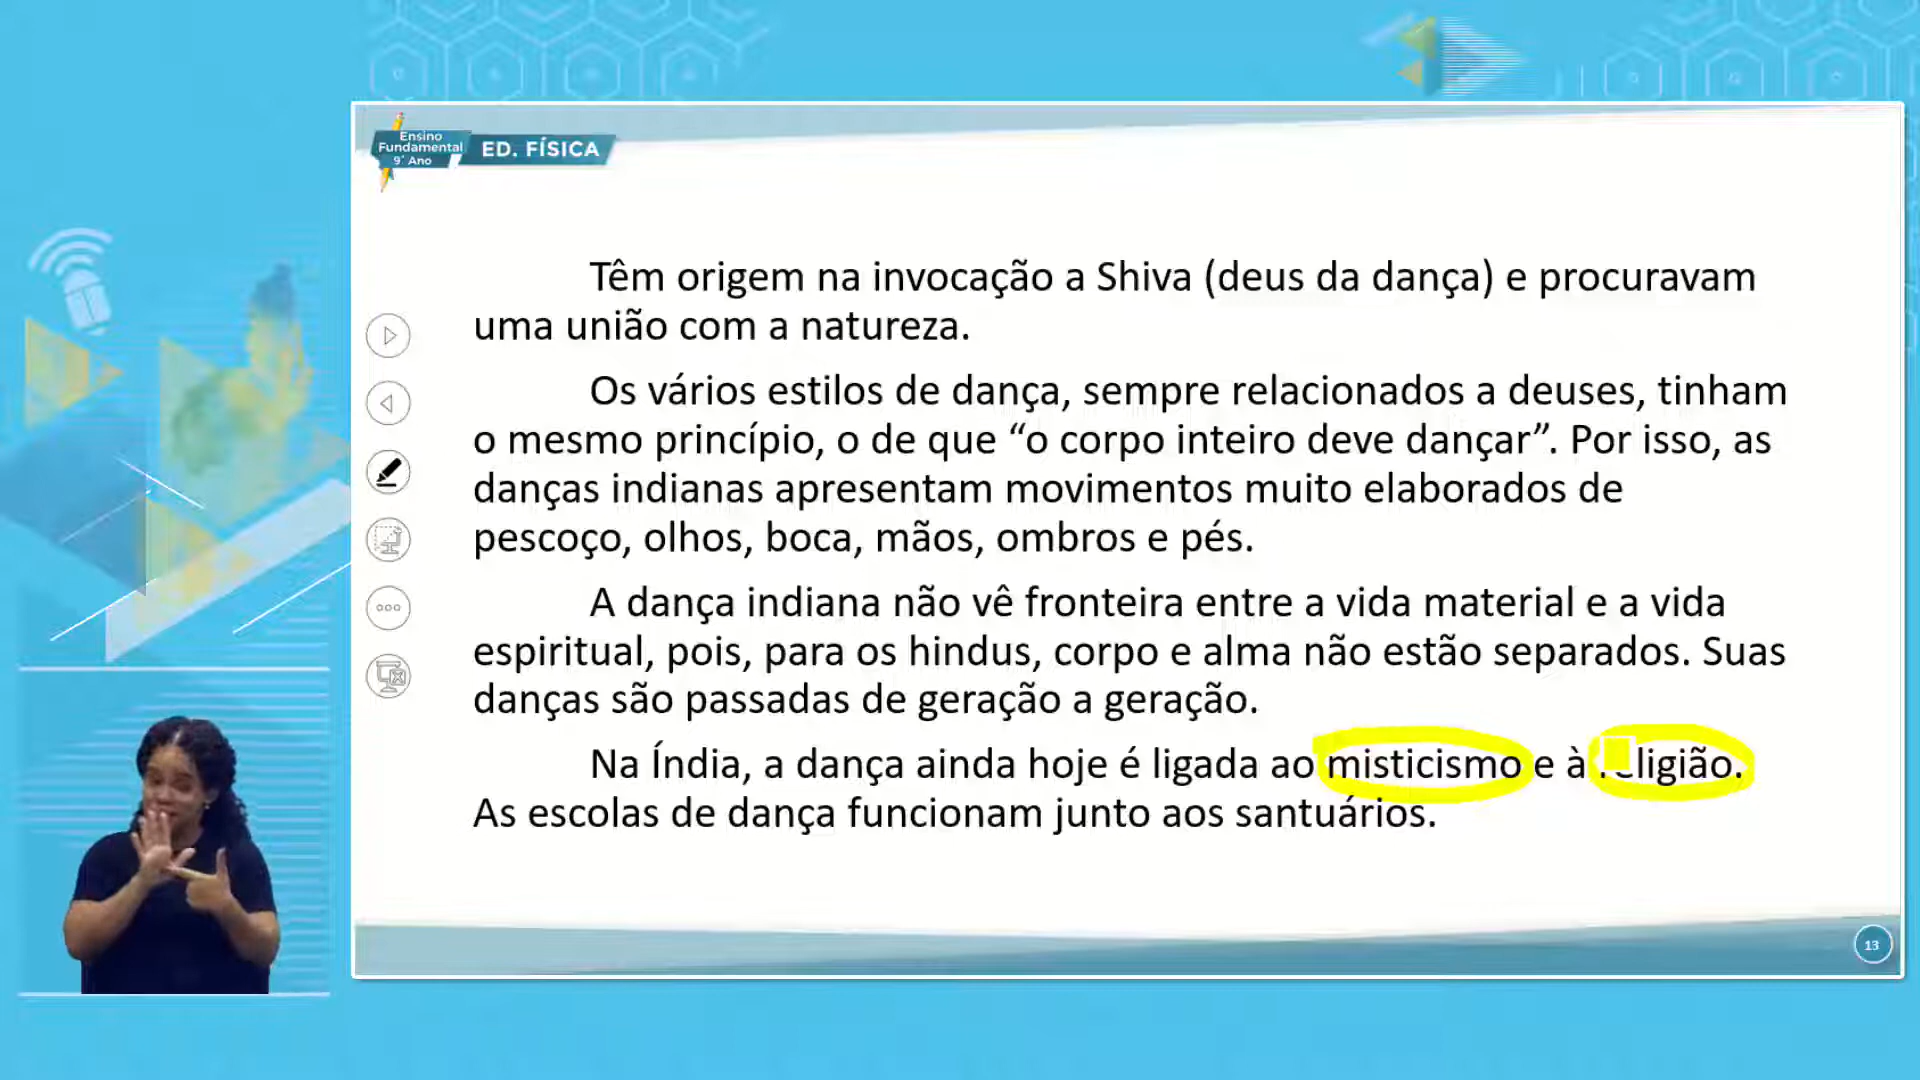 Ensino
Fundamental
9° Ano
ED. FÍSICA
Têm origem na invocação a Shiva (deus da dança) e procuravam
uma união com a natureza.
Os vários estilos de dança, sempre relacionados a deuses, tinham
o mesmo princípio, o de que “o corpo inteiro deve dançar”. Por isso, as
danças indianas apresentam movimentos muito elaborados de
pescoço, olhos, boca, mãos, ombros e pés.
A dança indiana não vê fronteira entre a vida material e a vida
espiritual, pois, para os hindus, corpo e alma não estão separados. Suas
danças são passadas de geração a geração.
Na Índia, a dança ainda hoje é ligada ao misticismo e à religião.
As escolas de dança funcionam junto aos santuários.
13